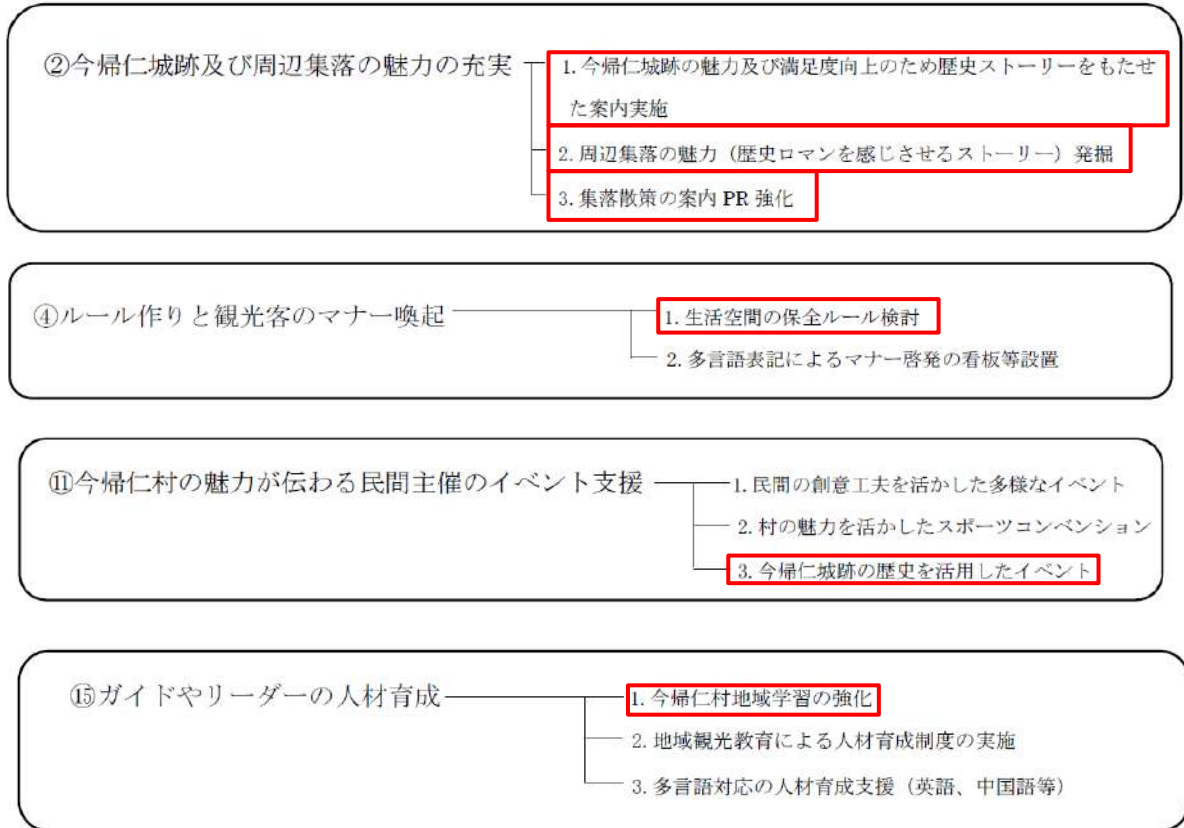 ②今帰仁城跡及び周辺集落の魅力の充実
1. 今帰仁城跡の魅力及び満足度向上のため歴史ストーリーをもたせ
た案内実施
2. 周辺集落の魅力（歴史ロマンを感じさせるストーリー）発掘
3. 集落散策の案内 PR 強化
④ルール作りと観光客のマナー喚起
1. 生活空間の保全ルール検討
2. 多言語表記によるマナー啓発の看板等設置
⑪今帰仁村の魅力が伝わる民間主催のイベント支援
1. 民間の創意工夫を活かした多様なイベント
2. 村の魅力を活かしたスポーツコンベンション
3. 今帰仁城跡の歴史を活用したイベント
⑮ガイドやリーダーの人材育成
1. 今帰仁村地域学習の強化
2. 地域観光教育による人材育成制度の実施
3. 多言語対応の人材育成支援（英語、中国語等）